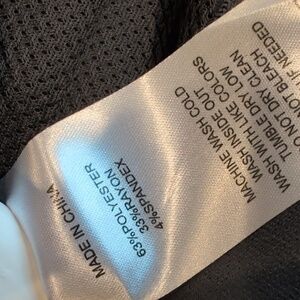 63%POLYESTER
33%RAYON
4%SPANDEX
MADE IN CHINA
MACHINE WASH COLD
WASH INSIDE OUT
WASH WITH LIKE COLORS
TUMBLE DRY LOW
DO NOT DRY CLEAN
NOT BLEACH
NEEDED